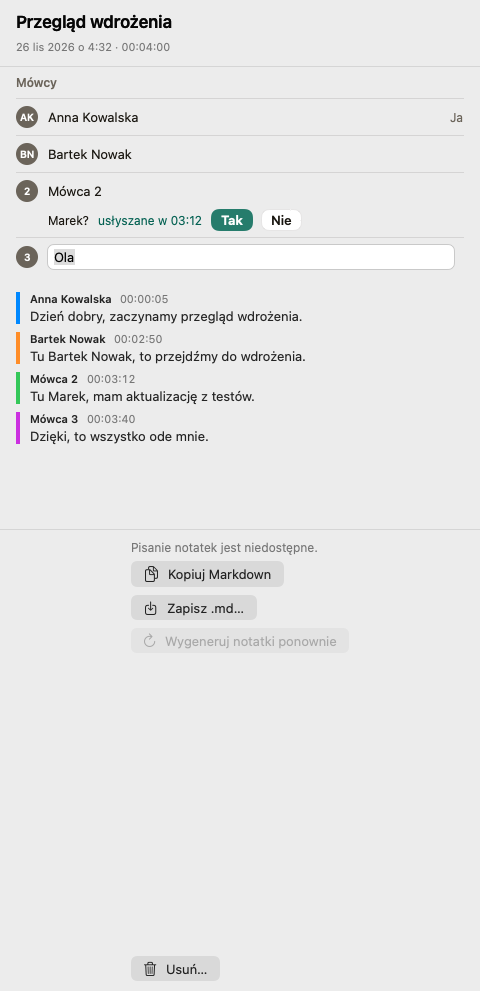 Przegląd wdrożenia
26 lis 2026 o 4:32 · 00:04:00
Mówcy
AK Anna Kowalska Ja
BN Bartek Nowak
2 Mówca 2
Marek? usłyszane w 03:12 Tak Nie
3 Ola
Anna Kowalska 00:00:05
Dzień dobry, zaczynamy przegląd wdrożenia.
Bartek Nowak 00:02:50
Tu Bartek Nowak, to przejdźmy do wdrożenia.
Mówca 2 00:03:12
Tu Marek, mam aktualizację z testów.
Mówca 3 00:03:40
Dzięki, to wszystko ode mnie.
Pisanie notatek jest niedostępne.
Kopiuj Markdown
Zapisz .md…
Wygeneruj notatki ponownie
Usuń…